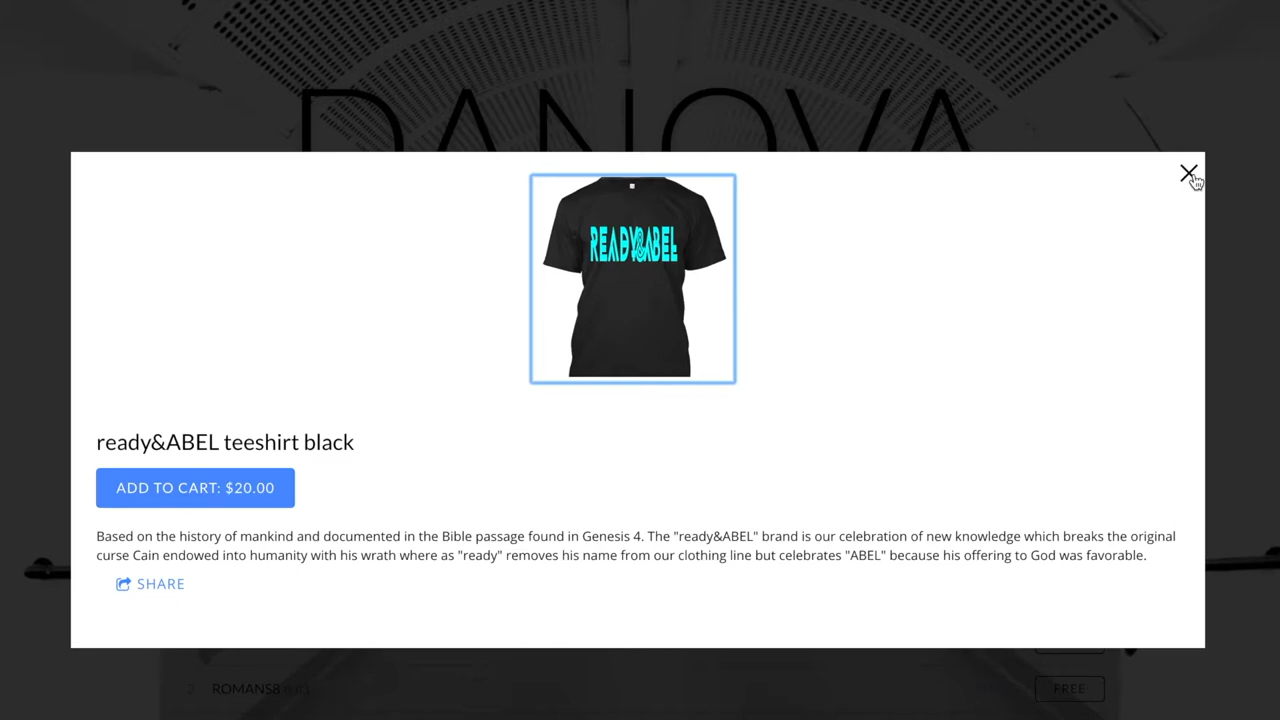 DANOVA
READY&ABEL
ready&ABEL teeshirt black
ADD TO CART: $20.00
Based on the history of mankind and documented in the Bible passage found in Genesis 4. The "ready&ABEL" brand is our celebration of new knowledge which breaks the original
curse Cain endowed into humanity with his wrath where as "ready" removes his name from our clothing line but celebrates "ABEL" because his offering to God was favorable.
SHARE
2 ROMANS8
FREE